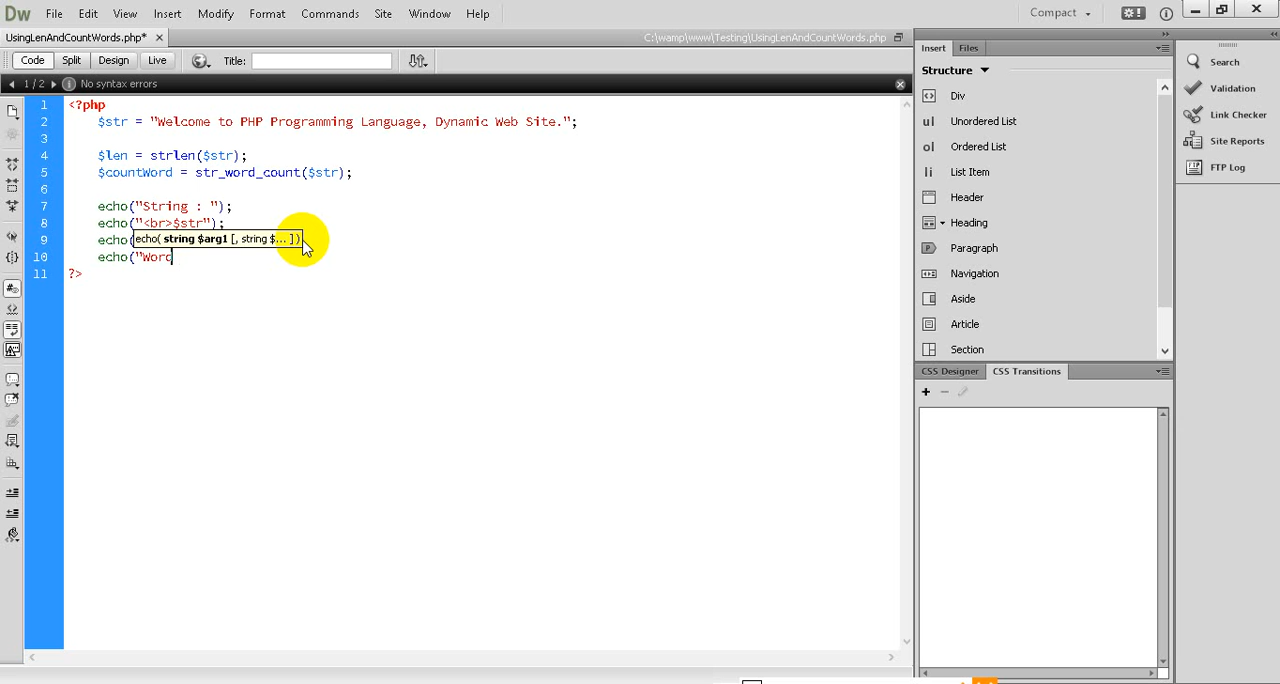 Dw File Edit View Insert Modify Format Commands Site Window Help Compact
UsingLenAndCountWords.php* C:\wamp\www\Testing\UsingLenAndCountWords.php
Code Split Design Live Title:
1 / 2 No syntax errors
1 <?php
2 $str = "Welcome to PHP Programming Language, Dynamic Web Site.";
3
4 $len = strlen($str);
5 $countWord = str_word_count($str);
6
7 echo("String : ");
8 echo("<br>$str");
9 echo( echo( string $arg1 [, string $... ] )
10 echo("Word
11 ?>
Insert Files
Structure
Div
ul Unordered List
ol Ordered List
li List Item
Header
Heading
Paragraph
Navigation
Aside
Article
Section
CSS Designer CSS Transitions
Search
Validation
Link Checker
Site Reports
FTP Log